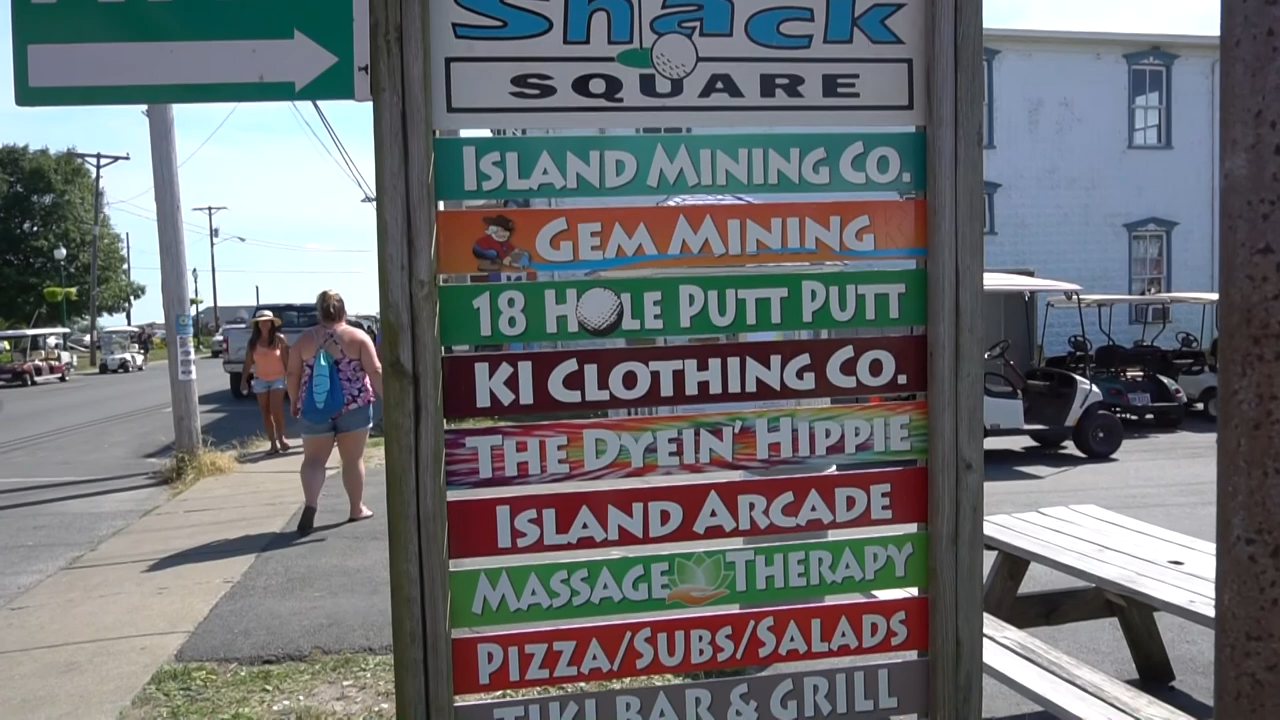 Shack
SQUARE
ISLAND MINING CO.
GEM MINING
18 HOLE PUTT PUTT
KI CLOTHING CO.
THE DYEIN' HIPPIE
ISLAND ARCADE
MASSAGE THERAPY
PIZZA/SUBS/SALADS
TIKI BAR & GRILL